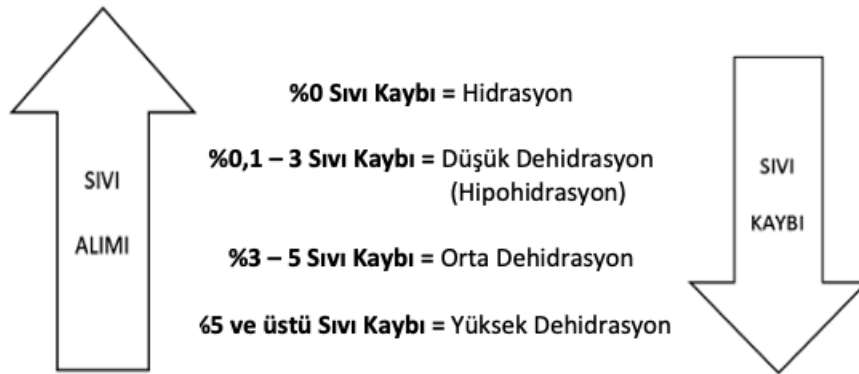 %0 Sıvı Kaybı = Hidrasyon
%0,1 – 3 Sıvı Kaybı = Düşük Dehidrasyon
(Hipohidrasyon)
%3 – 5 Sıvı Kaybı = Orta Dehidrasyon
%5 ve üstü Sıvı Kaybı = Yüksek Dehidrasyon
SIVI
ALIMI
SIVI
KAYBI